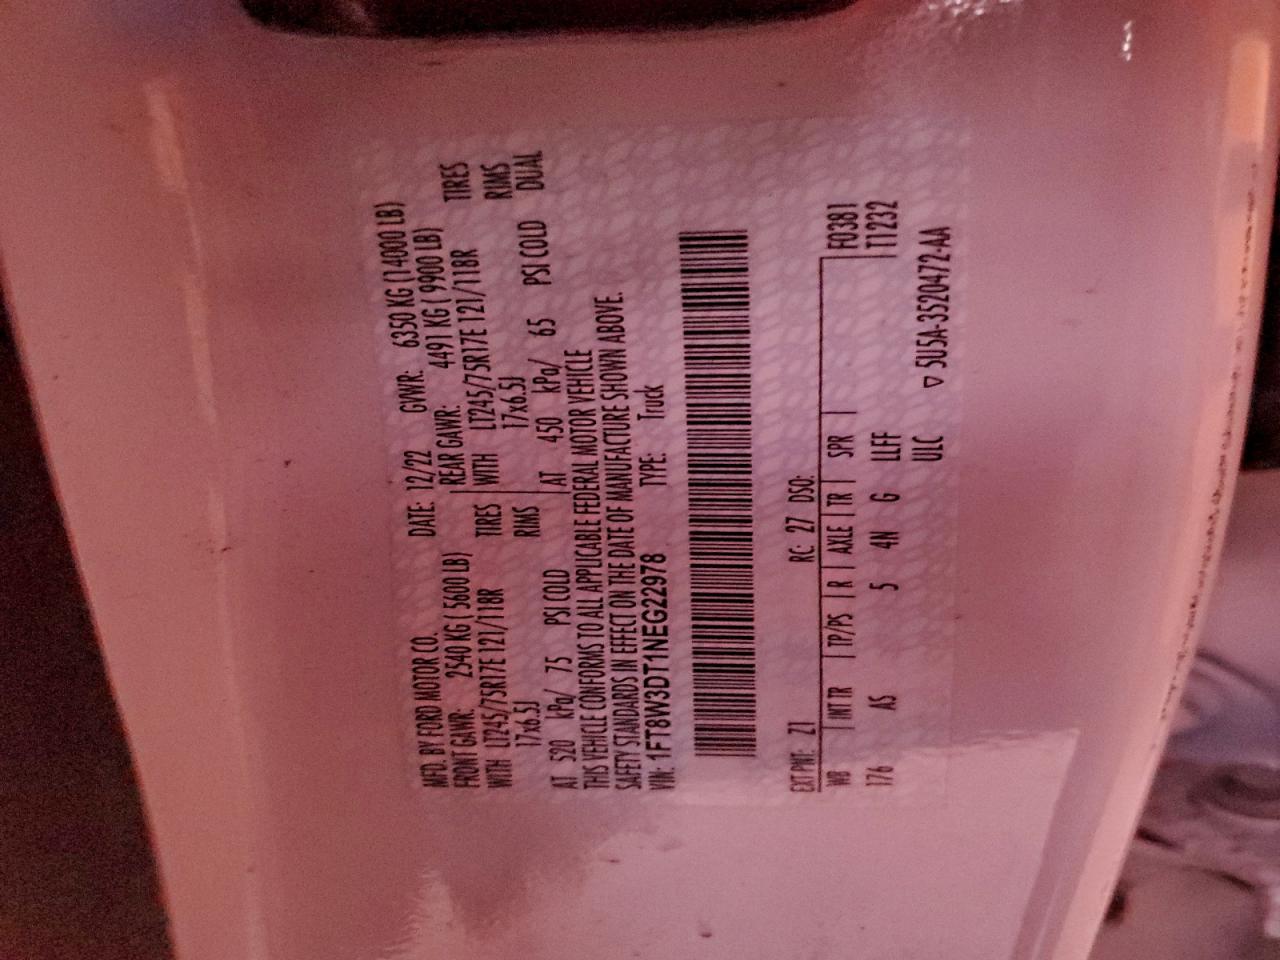 MFD. BY FORD MOTOR CO. DATE: 12/22 GVWR: 6350 KG (14000 LB)
FRONT GAWR: 2540 KG ( 5600 LB) REAR GAWR: 4491 KG ( 9900 LB)
WITH LT245/75R17E 121/118R TIRES WITH LT245/75R17E 121/118R TIRES
17x6.5J RIMS 17x6.5J RIMS
AT 520 kPa/ 75 PSI COLD AT 450 kPa/ 65 PSI COLD DUAL
THIS VEHICLE CONFORMS TO ALL APPLICABLE FEDERAL MOTOR VEHICLE
SAFETY STANDARDS IN EFFECT ON THE DATE OF MANUFACTURE SHOWN ABOVE.
VIN: 1FT8W3DT1NEG22978 TYPE: Truck
EXT PNT: Z1 RC: 27 DSO:
WB INT TR TP/PS R AXLE TR SPR F0381
176 AS 5 4N G LLFF T1232
ULC ▽ 5U5A-3520472-AA